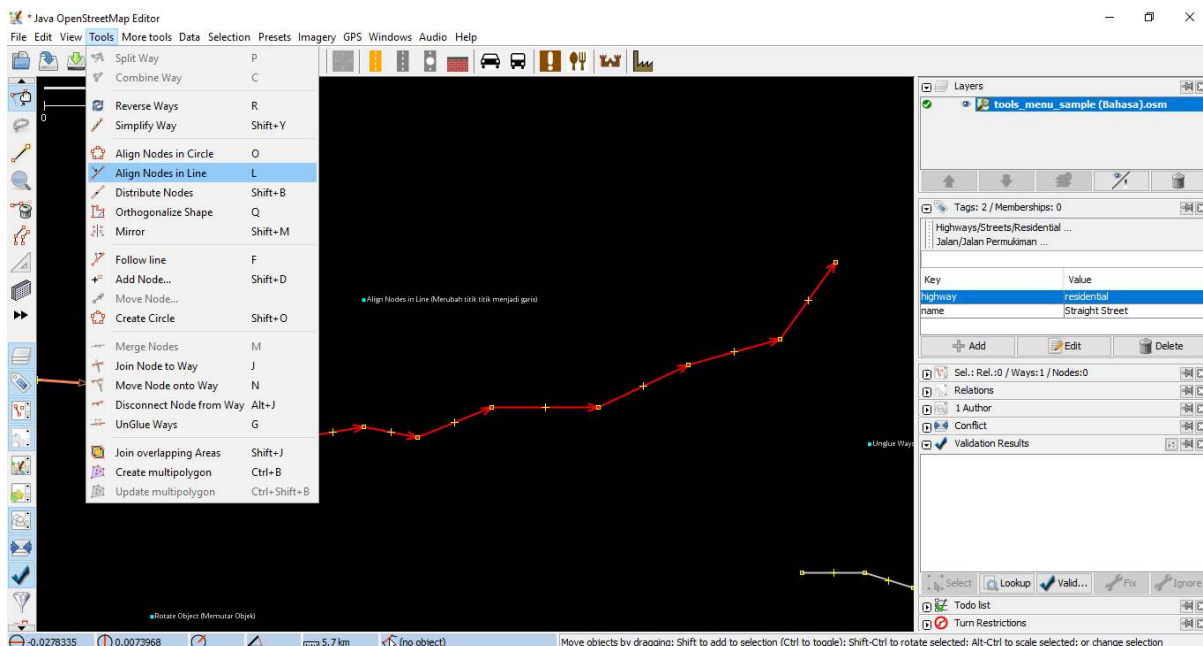 * Java OpenStreetMap Editor
File Edit View Tools More tools Data Selection Presets Imagery GPS Windows Audio Help
Split Way P
Combine Way C
Reverse Ways R
Simplify Way Shift+Y
Align Nodes in Circle O
Align Nodes in Line L
Distribute Nodes Shift+B
Orthogonalize Shape Q
Mirror Shift+M
Follow line F
Add Node... Shift+D
Move Node...
Create Circle Shift+O
Merge Nodes M
Join Node to Way J
Move Node onto Way N
Disconnect Node from Way Alt+J
UnGlue Ways G
Join overlapping Areas Shift+J
Create multipolygon Ctrl+B
Update multipolygon Ctrl+Shift+B
0
Align Nodes in Line (Merubah titik titik menjadi garis)
Unglue Ways
Rotate Object (Memutar Objek)
Layers
tools_menu_sample (Bahasa).osm
Tags: 2 / Memberships: 0
Highways/Streets/Residential ...
Jalan/Jalan Permukiman ...
Key Value
highway residential
name Straight Street
Add Edit Delete
Sel.: Rel.:0 / Ways:1 / Nodes:0
Relations
1 Author
Conflict
Validation Results
Select Lookup Valid... Fix Ignore
Todo list
Turn Restrictions
-0.0278335 0.0073968 5.7 km (no object) Move objects by dragging; Shift to add to selection (Ctrl to toggle); Shift-Ctrl to rotate selected; Alt-Ctrl to scale selected; or change selection